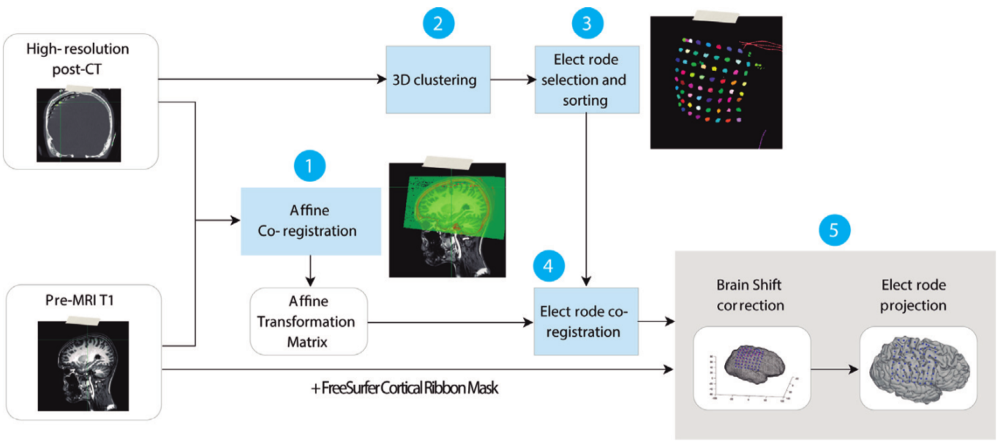 High-resolution
post-CT
2
3D clustering
3
Elect rode
selection and
sorting
1
Affine
Co-registration
Affine
Transformation
Matrix
Pre-MRI T1
+ FreeSurfer Cortical Ribbon Mask
4
Elect rode co-
registration
5
Brain Shift
correction
Elect rode
projection